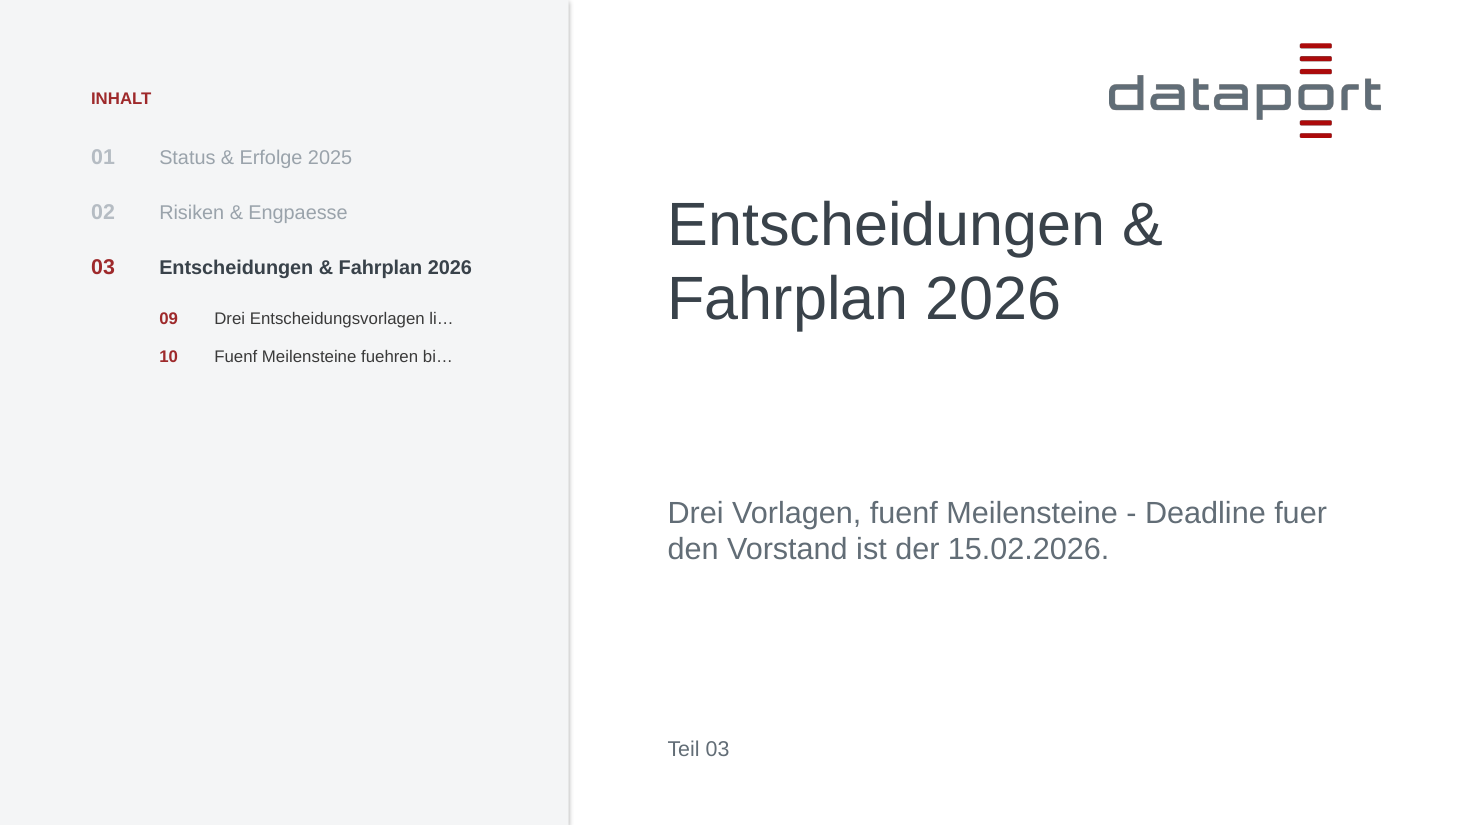 INHALT
01 Status & Erfolge 2025
02 Risiken & Engpaesse
03 Entscheidungen & Fahrplan 2026
09 Drei Entscheidungsvorlagen li…
10 Fuenf Meilensteine fuehren bi…
dataport
Entscheidungen &
Fahrplan 2026
Drei Vorlagen, fuenf Meilensteine - Deadline fuer
den Vorstand ist der 15.02.2026.
Teil 03